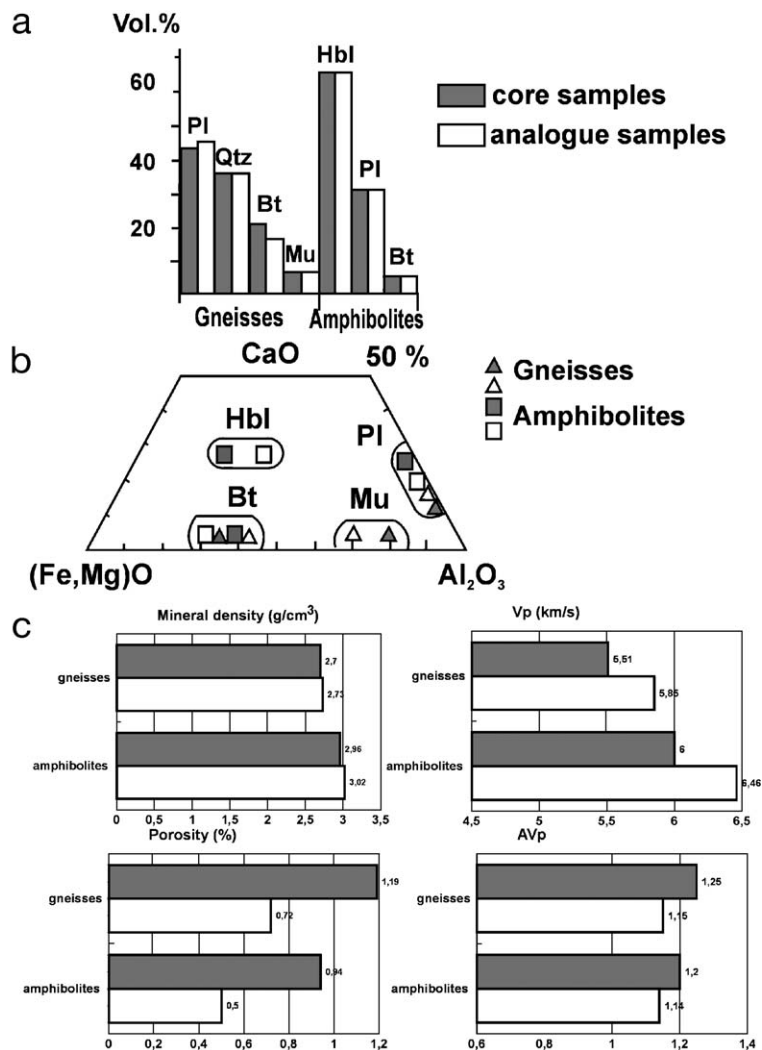 a
Vol.%
60
40
20
Pl
Qtz
Bt
Mu
Hbl
Pl
Bt
Gneisses
Amphibolites
core samples
analogue samples
b
CaO
50 %
Hbl
Pl
Bt
Mu
(Fe,Mg)O
Al₂O₃
Gneisses
Amphibolites
c
Mineral density (g/cm³)
gneisses
2,7
2,73
amphibolites
2,96
3,02
0 0,5 1 1,5 2 2,5 3 3,5
Vp (km/s)
gneisses
5,51
5,85
amphibolites
6
6,46
4,5 5 5,5 6 6,5
Porosity (%)
gneisses
1,19
0,72
amphibolites
0,94
0,5
0 0,2 0,4 0,6 0,8 1 1,2
AVp
gneisses
1,25
1,15
amphibolites
1,2
1,14
0,6 0,8 1 1,2 1,4